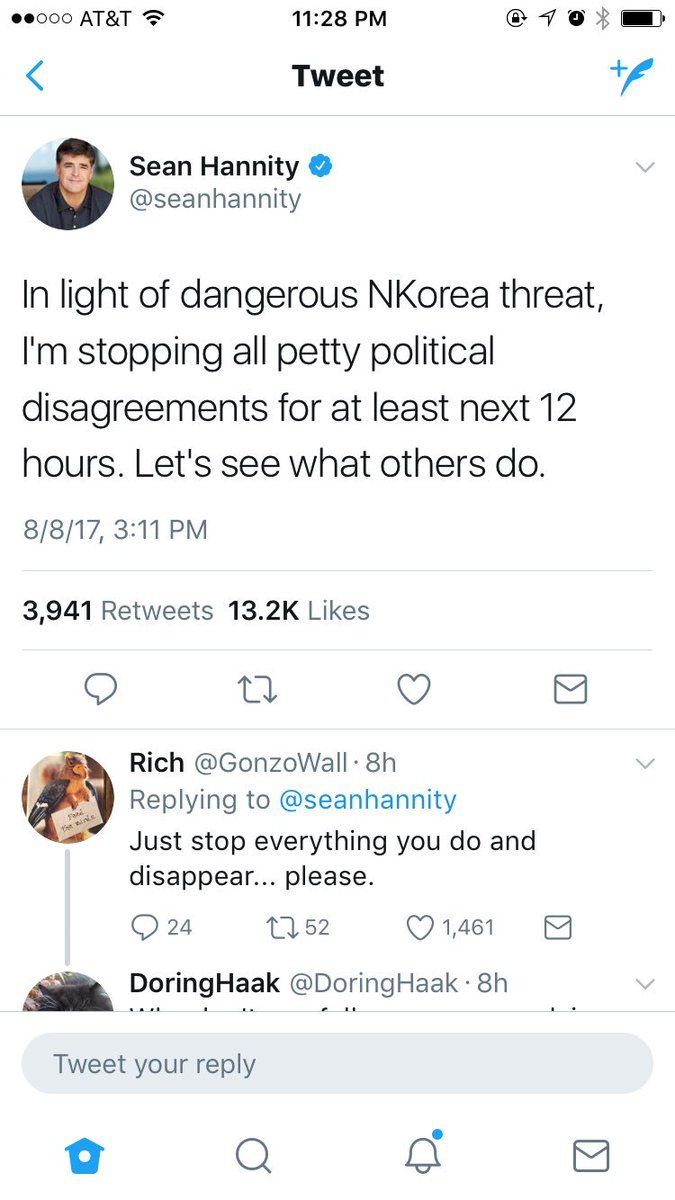 AT&T 11:28 PM
Tweet
Sean Hannity
@seanhannity
In light of dangerous NKorea threat,
I'm stopping all petty political
disagreements for at least next 12
hours. Let's see what others do.
8/8/17, 3:11 PM
3,941 Retweets 13.2K Likes
Rich @GonzoWall · 8h
Replying to @seanhannity
Just stop everything you do and
disappear... please.
24 52 1,461
DoringHaak @DoringHaak · 8h
Tweet your reply